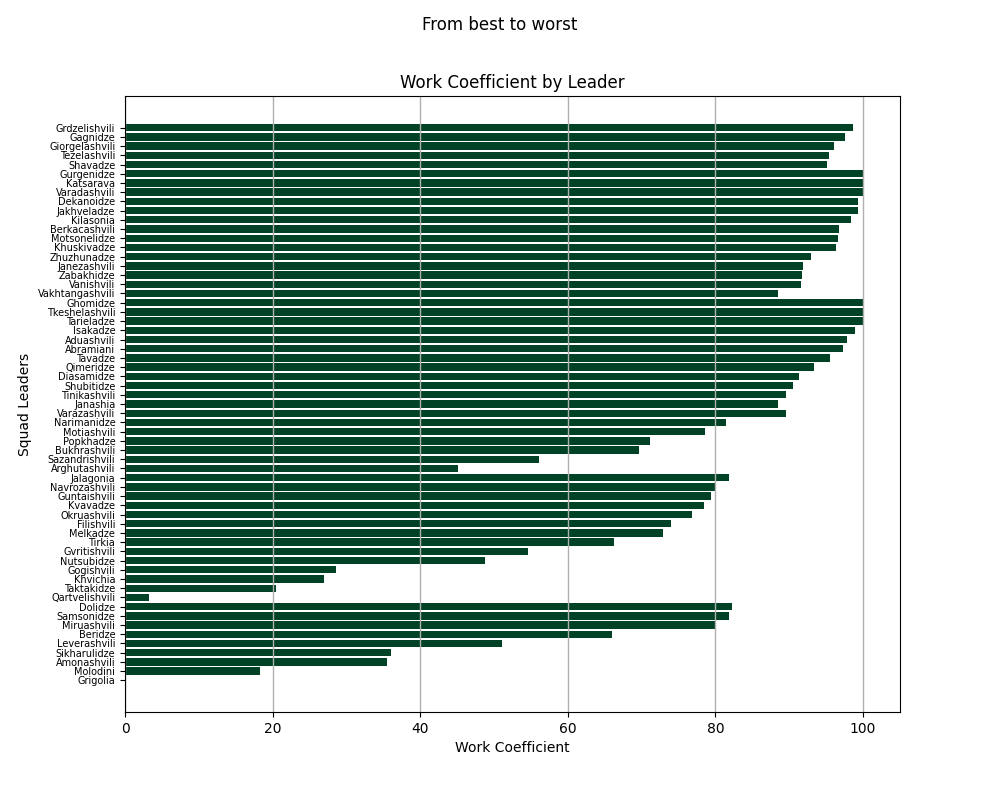 From best to worst
Work Coefficient by Leader
Grdzelishvili
Gagnidze
Giorgelashvili
Tezelashvili
Shavadze
Gurgenidze
Katsarava
Varadashvili
Dekanoidze
Jakhveladze
Kilasonia
Berkacashvili
Motsonelidze
Khuskivadze
Zhuzhunadze
Janezashvili
Zabakhidze
Vanishvili
Vakhtangashvili
Ghomidze
Tkeshelashvili
Tarieladze
Isakadze
Aduashvili
Abramiani
Tavadze
Qimeridze
Diasamidze
Shubitidze
Tinikashvili
Janashia
Varazashvili
Narimanidze
Motiashvili
Popkhadze
Bukhrashvili
Sazandrishvili
Arghutashvili
Jalagonia
Navrozashvili
Guntaishvili
Kvavadze
Okruashvili
Filishvili
Melkadze
Tirkia
Gvritishvili
Nutsubidze
Gogishvili
Khvichia
Taktakidze
Qartvelishvili
Dolidze
Samsonidze
Miruashvili
Beridze
Leverashvili
Sikharulidze
Amonashvili
Molodini
Grigolia
Squad Leaders
0 20 40 60 80 100
Work Coefficient